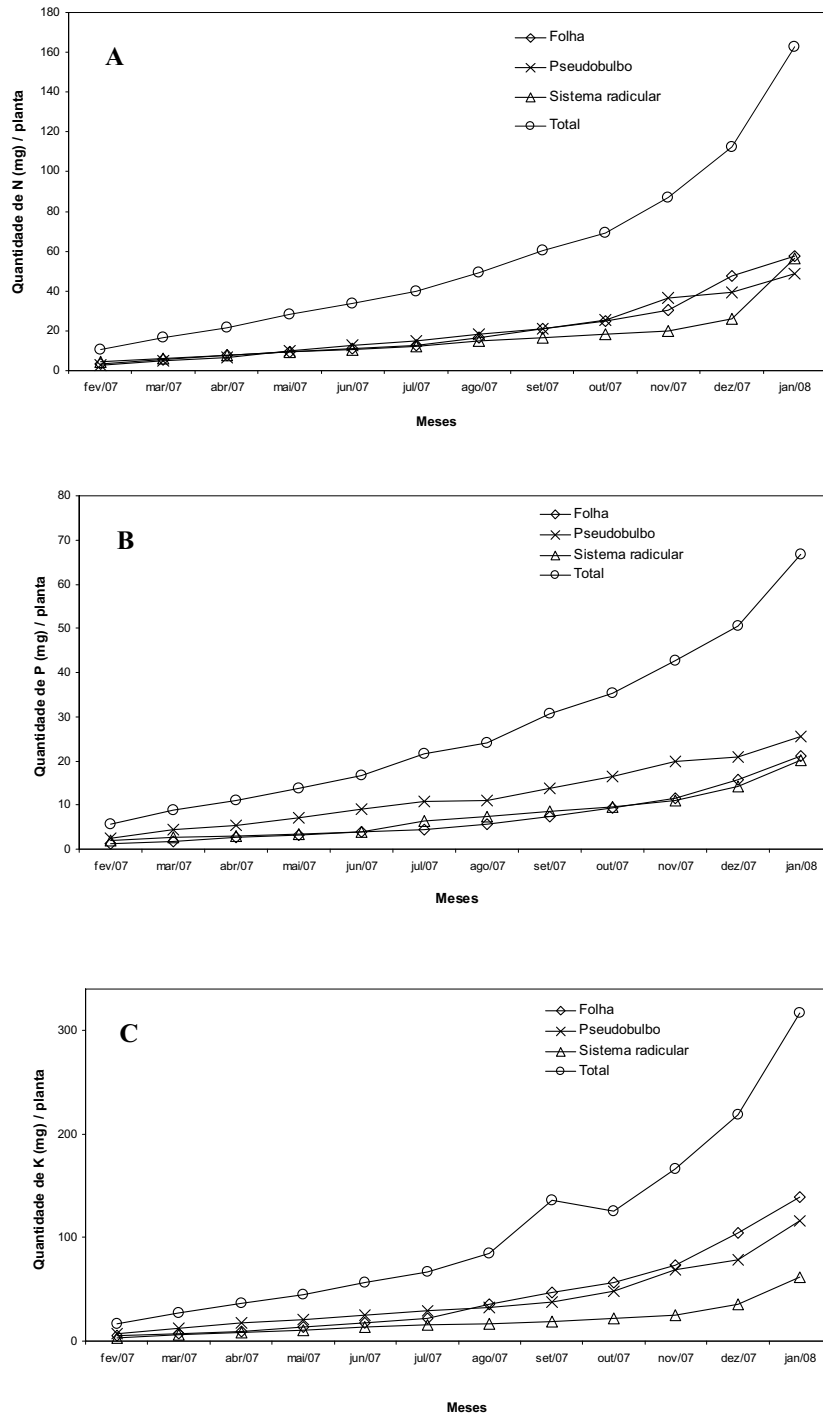 A
Folha
Pseudobulbo
Sistema radicular
Total
Quantidade de N (mg) / planta
180
160
140
120
100
80
60
40
20
0
fev/07 mar/07 abr/07 mai/07 jun/07 jul/07 ago/07 set/07 out/07 nov/07 dez/07 jan/08
Meses
B
Folha
Pseudobulbo
Sistema radicular
Total
Quantidade de P (mg) / planta
80
70
60
50
40
30
20
10
0
fev/07 mar/07 abr/07 mai/07 jun/07 jul/07 ago/07 set/07 out/07 nov/07 dez/07 jan/08
Meses
C
Folha
Pseudobulbo
Sistema radicular
Total
Quantidade de K (mg) / planta
300
200
100
0
fev/07 mar/07 abr/07 mai/07 jun/07 jul/07 ago/07 set/07 out/07 nov/07 dez/07 jan/08
Meses